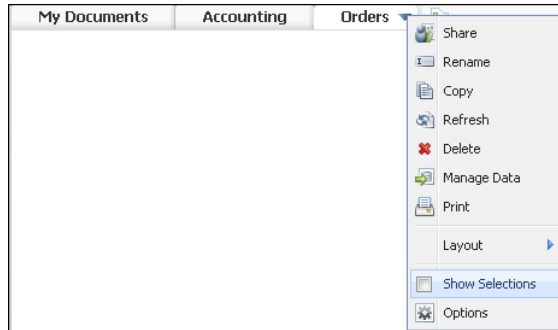 My Documents Accounting Orders
Share
Rename
Copy
Refresh
Delete
Manage Data
Print
Layout
Show Selections
Options